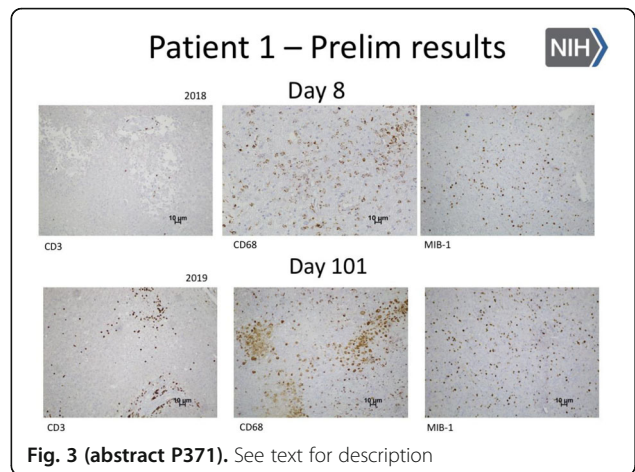 Patient 1 – Prelim results
NIH
2018
Day 8
10 µm
10 µm
10 µm
CD3
CD68
MIB-1
2019
Day 101
10 µm
10 µm
10 µm
CD3
CD68
MIB-1
Fig. 3 (abstract P371). See text for description